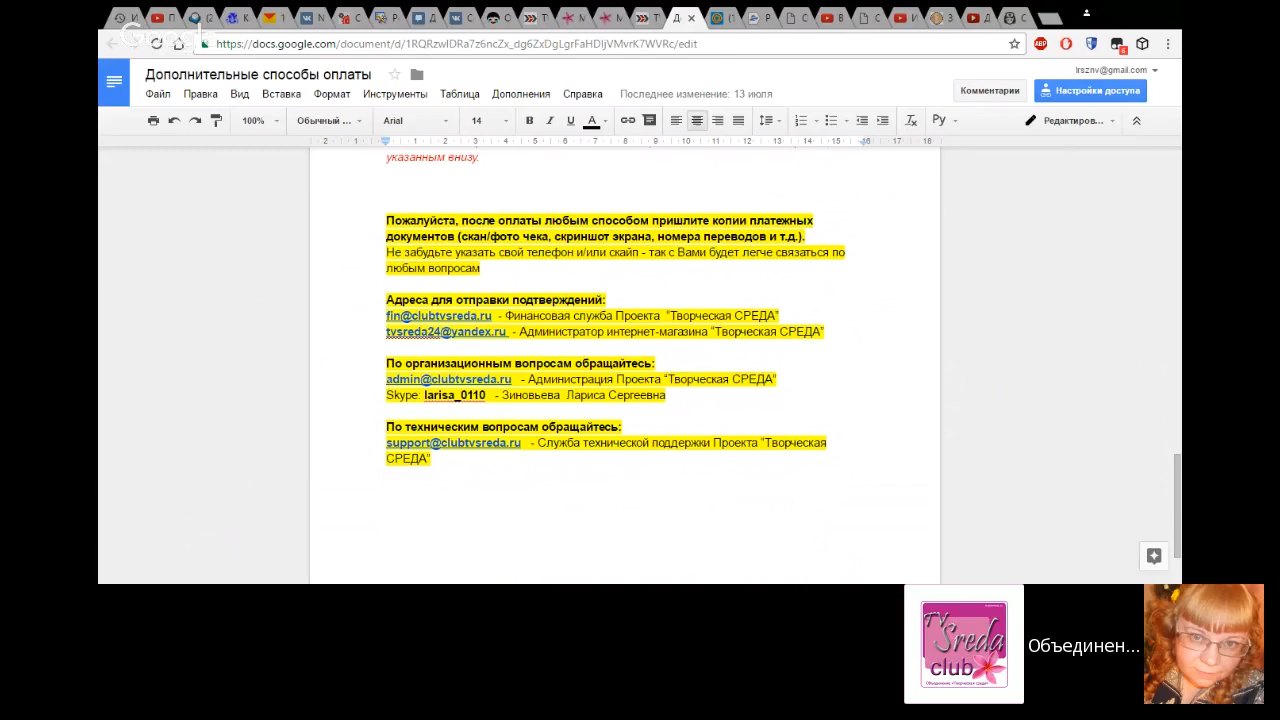 https://docs.google.com/document/d/1RQRzwIDRa7z6ncZx_dg6ZxDgLgrFaHDIjVMvrK7WVRc/edit
Дополнительные способы оплаты
lrsznv@gmail.com
Файл Правка Вид Вставка Формат Инструменты Таблица Дополнения Справка Последнее изменение: 13 июля
Комментарии
Настройки доступа
100% Обычный ... Arial 14 B I U A Ру Редактиров...
указанным внизу.
Пожалуйста, после оплаты любым способом пришлите копии платежных
документов (скан/фото чека, скриншот экрана, номера переводов и т.д.).
Не забудьте указать свой телефон и/или скайп - так с Вами будет легче связаться по
любым вопросам
Адреса для отправки подтверждений:
fin@clubtvsreda.ru - Финансовая служба Проекта "Творческая СРЕДА"
tvsreda24@yandex.ru - Администратор интернет-магазина "Творческая СРЕДА"
По организационным вопросам обращайтесь:
admin@clubtvsreda.ru - Администрация Проекта "Творческая СРЕДА"
Skype: larisa_0110 - Зиновьева Лариса Сергеевна
По техническим вопросам обращайтесь:
support@clubtvsreda.ru - Служба технической поддержки Проекта "Творческая
СРЕДА"
TV
Sreda
club
Объединен...